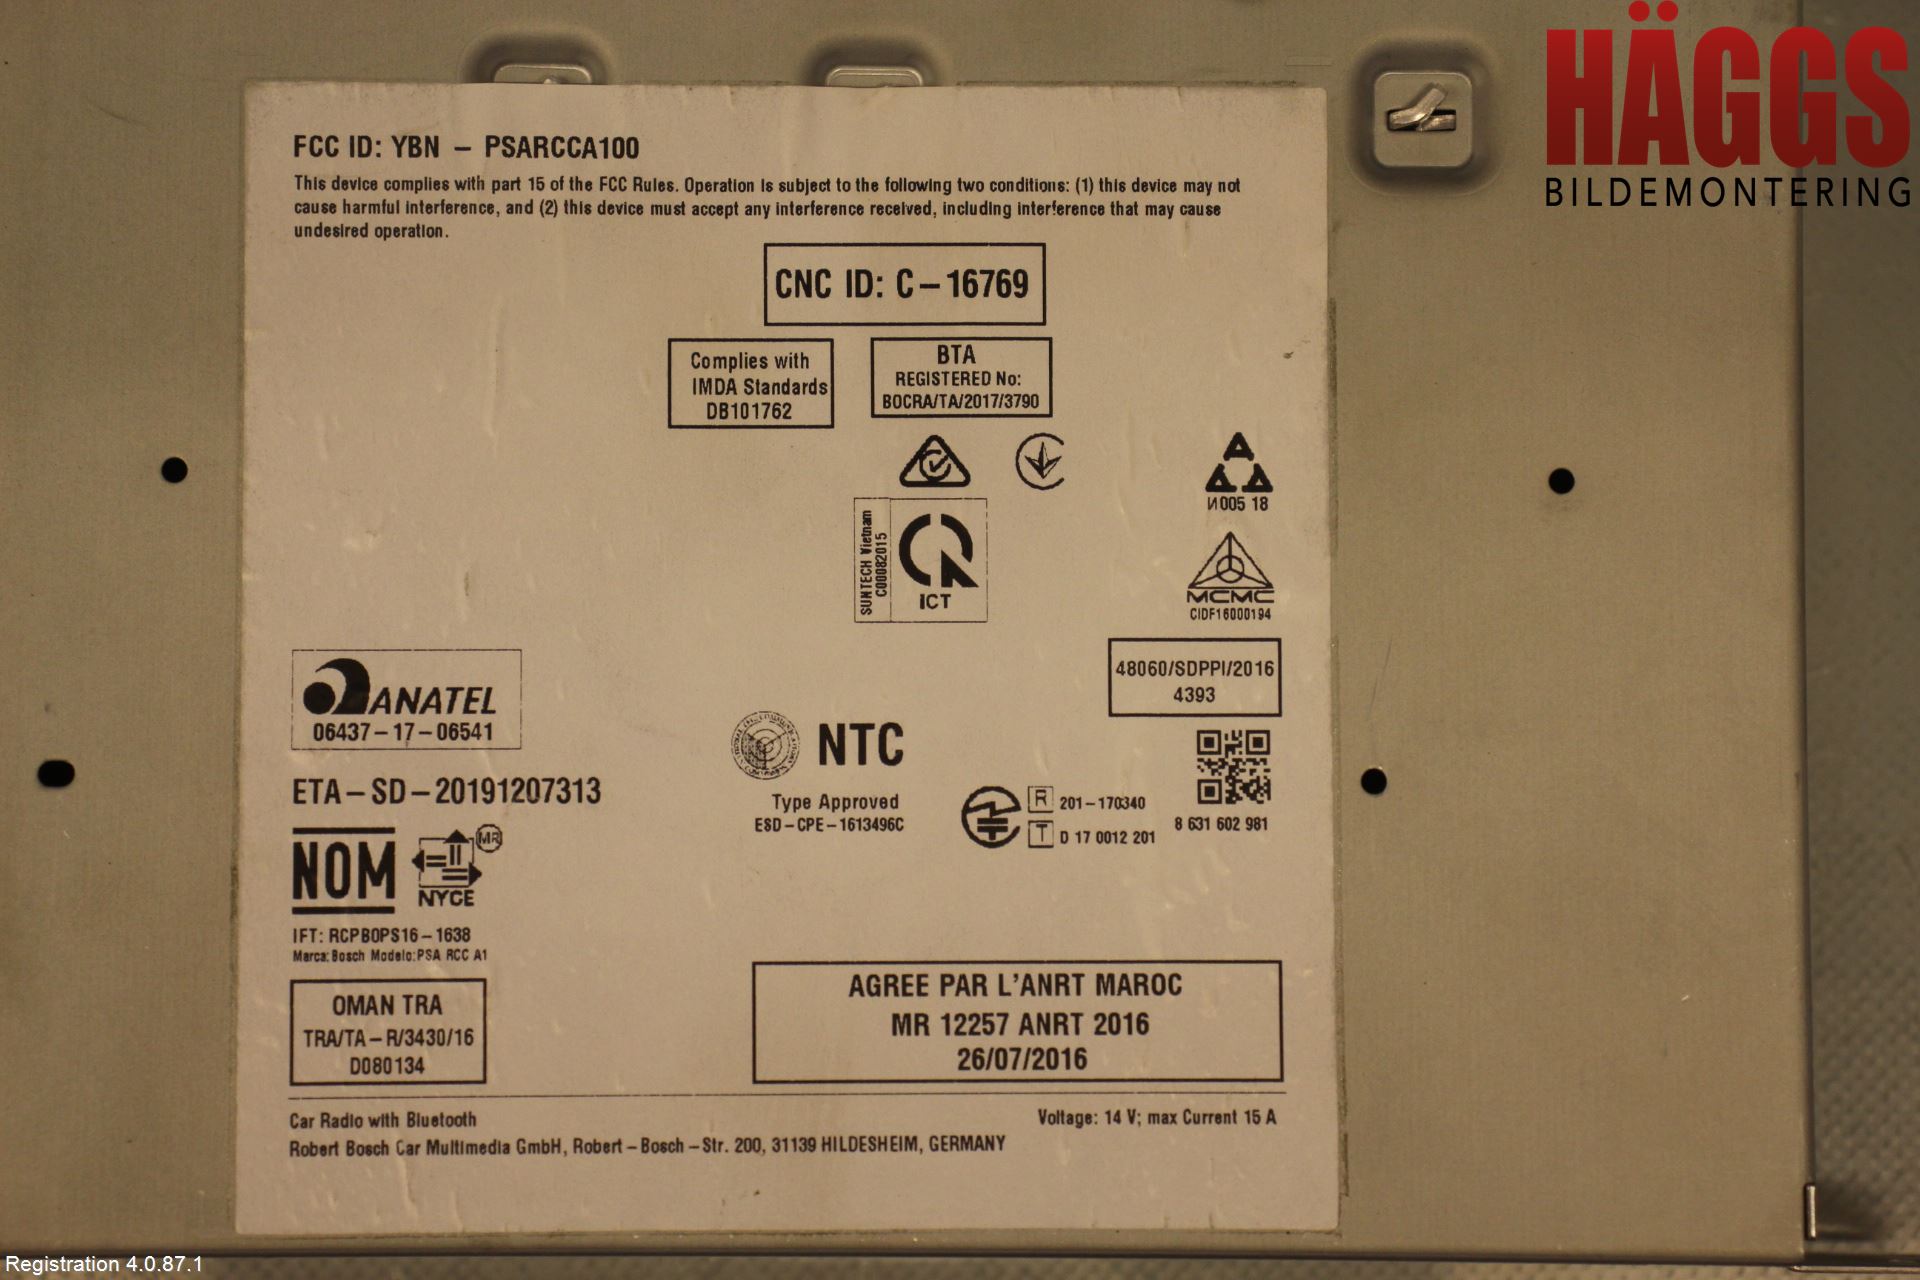 HÄGGS
BILDEMONTERING
FCC ID: YBN – PSARCCA100
This device complies with part 15 of the FCC Rules. Operation is subject to the following two conditions: (1) this device may not
cause harmful interference, and (2) this device must accept any interference received, including interference that may cause
undesired operation.
CNC ID: C–16769
Complies with
IMDA Standards
DB101762
BTA
REGISTERED No:
BOCRA/TA/2017/3790
И005 18
SUNTECH Vietnam
C00082015
ICT
MCMC
CIDF16000194
48060/SDPPI/2016
4393
ANATEL
06437–17–06541
NTC
Type Approved
ESD–CPE–1613496C
R 201–170340
T D 17 0012 201
8 631 602 981
ETA–SD–20191207313
NOM
MR
NYCE
IFT: RCPBOPS16–1638
Marca:Bosch Modelo:PSA RCC A1
OMAN TRA
TRA/TA–R/3430/16
D080134
AGREE PAR L'ANRT MAROC
MR 12257 ANRT 2016
26/07/2016
Car Radio with Bluetooth
Voltage: 14 V; max Current 15 A
Robert Bosch Car Multimedia GmbH, Robert–Bosch–Str. 200, 31139 HILDESHEIM, GERMANY
Registration 4.0.87.1